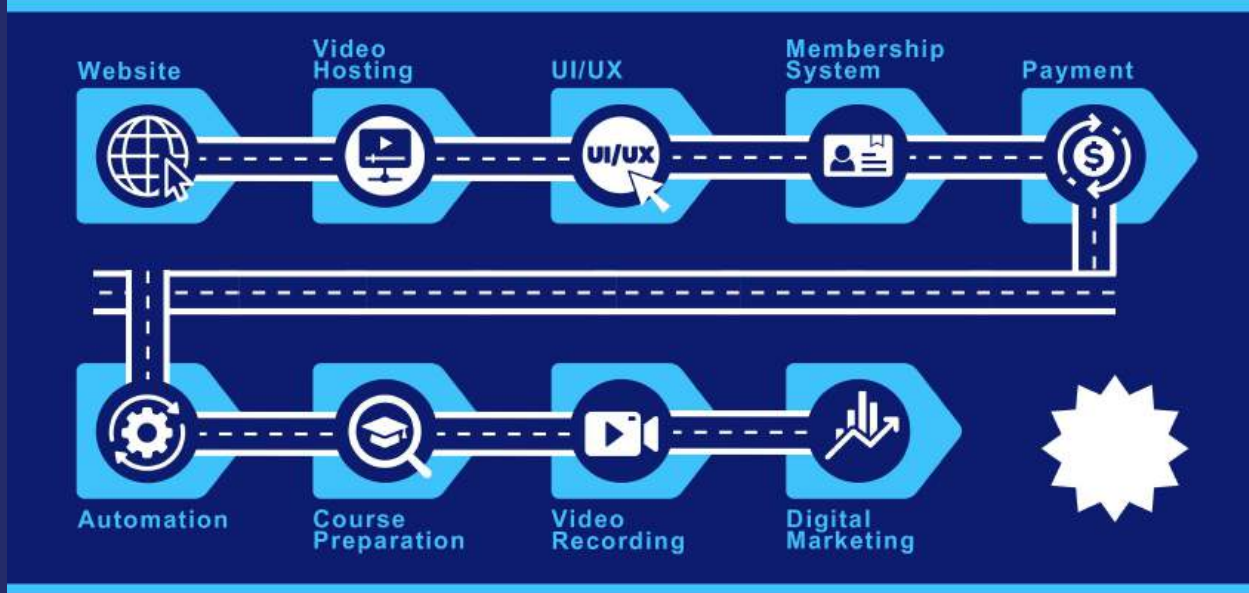 Website
Video
Hosting
UI/UX
Membership
System
Payment
UI/UX
$
Automation
Course
Preparation
Video
Recording
Digital
Marketing